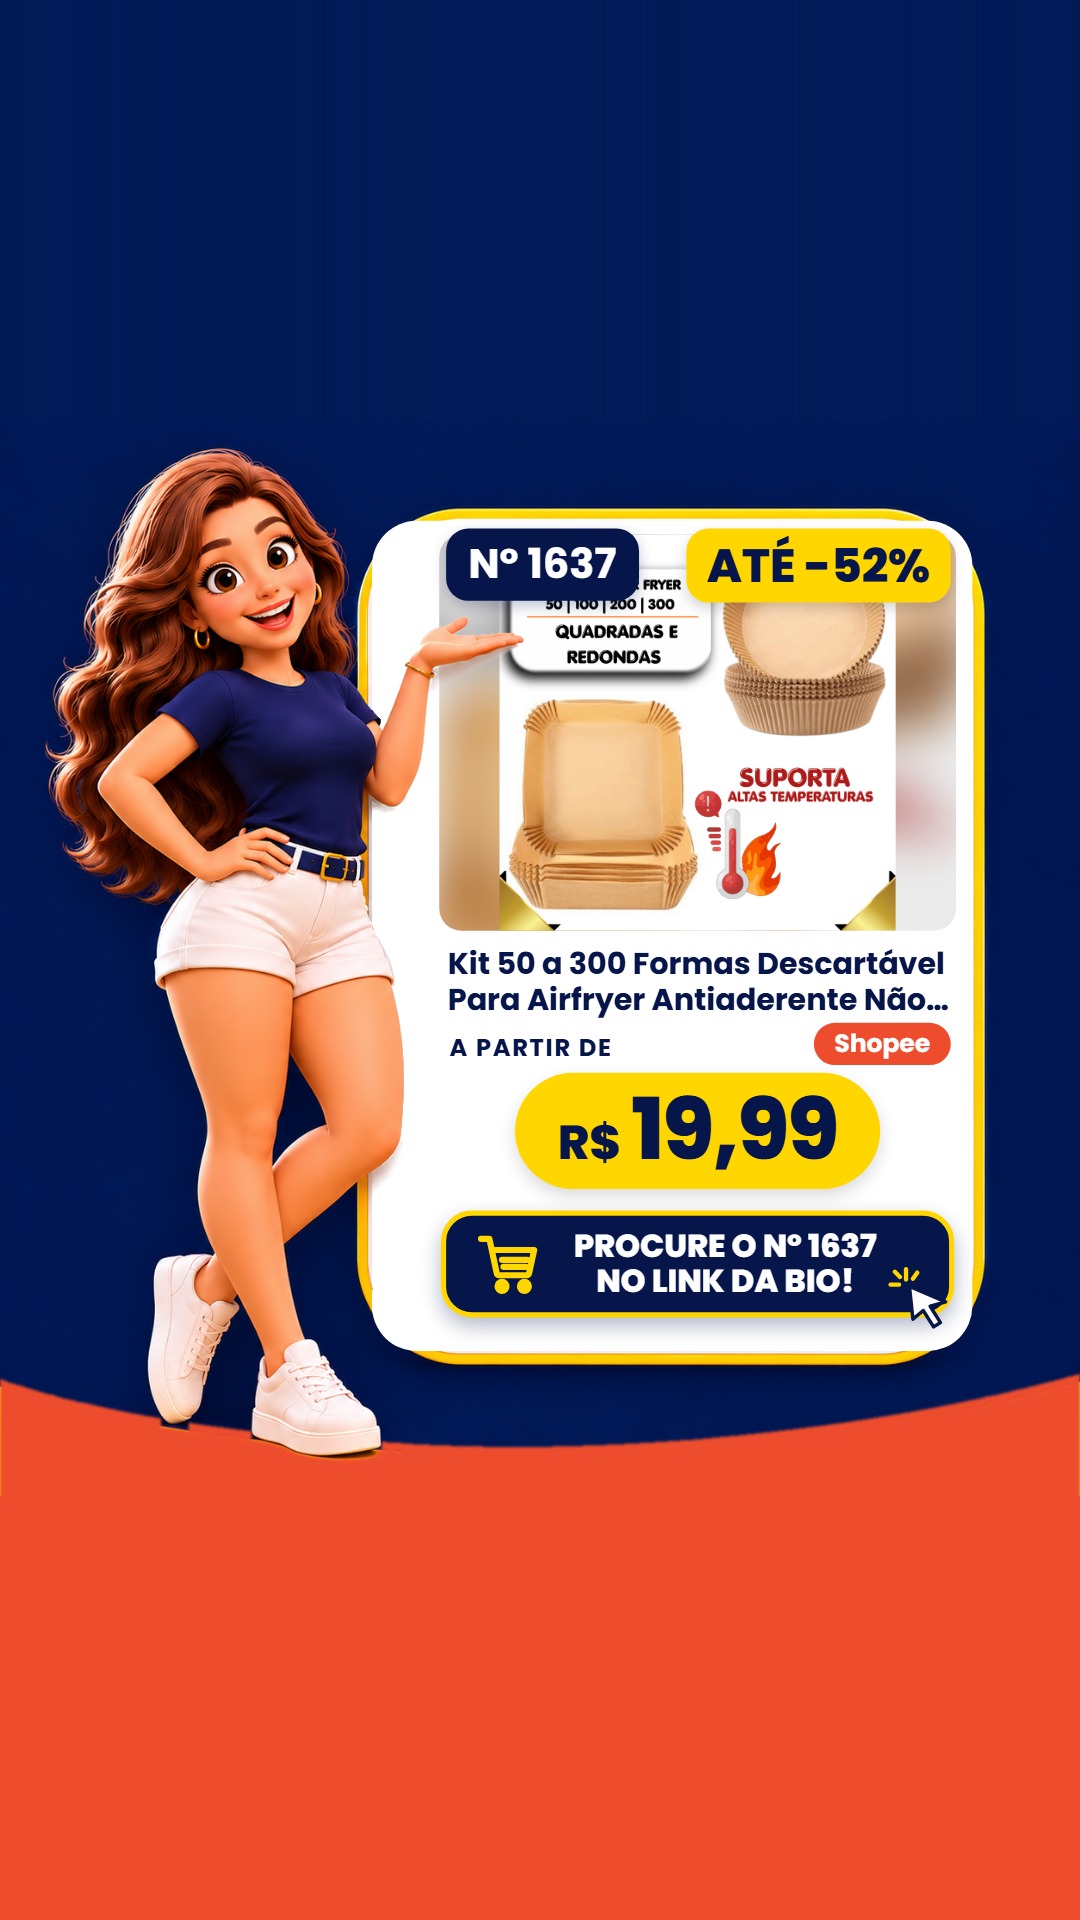 Nº 1637
ATÉ -52%
FRYER
50 | 100 | 200 | 300
QUADRADAS E
REDONDAS
SUPORTA
ALTAS TEMPERATURAS
Kit 50 a 300 Formas Descartável
Para Airfryer Antiaderente Não...
A PARTIR DE
Shopee
R$ 19,99
PROCURE O Nº 1637
NO LINK DA BIO!